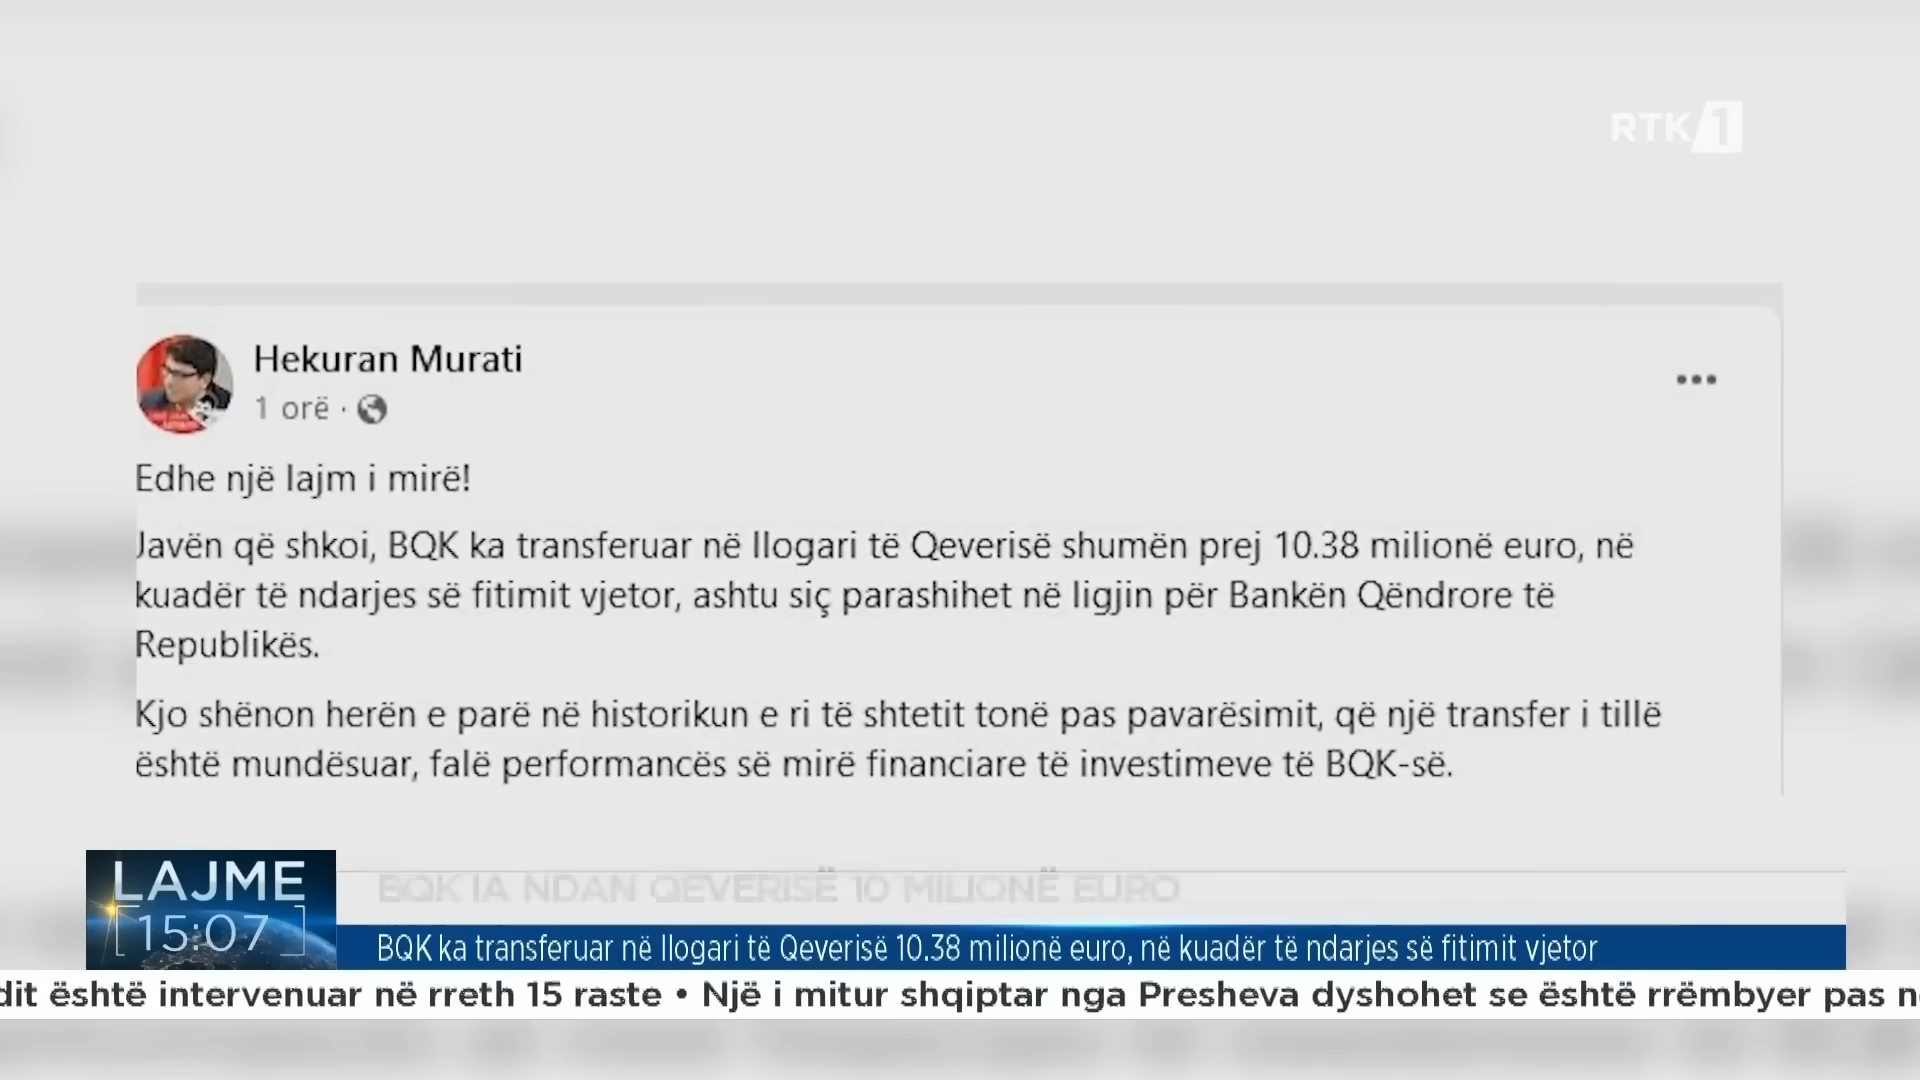 RTK 1
Hekuran Murati
1 orë ·
Edhe një lajm i mirë!
Javën që shkoi, BQK ka transferuar në llogari të Qeverisë shumën prej 10.38 milionë euro, në
kuadër të ndarjes së fitimit vjetor, ashtu siç parashihet në ligjin për Bankën Qëndrore të
Republikës.
Kjo shënon herën e parë në historikun e ri të shtetit tonë pas pavarësimit, që një transfer i tillë
është mundësuar, falë performancës së mirë financiare të investimeve të BQK-së.
LAJME
15:07
BQK IA NDAN QEVERISË 10 MILIONË EURO
BQK ka transferuar në llogari të Qeverisë 10.38 milionë euro, në kuadër të ndarjes së fitimit vjetor
dit është intervenuar në rreth 15 raste • Një i mitur shqiptar nga Presheva dyshohet se është rrëmbyer pas n